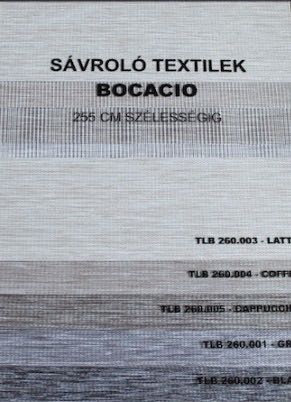 SÁVROLÓ TEXTILEK
BOCACIO
255 CM SZÉLESSÉGIG
TLB 260.003 - LATT
TLB 260.004 - COFF
TLB 260.005 - CAPPUCCH
TLB 260.001 - GR
TLB 260.002 - BLA